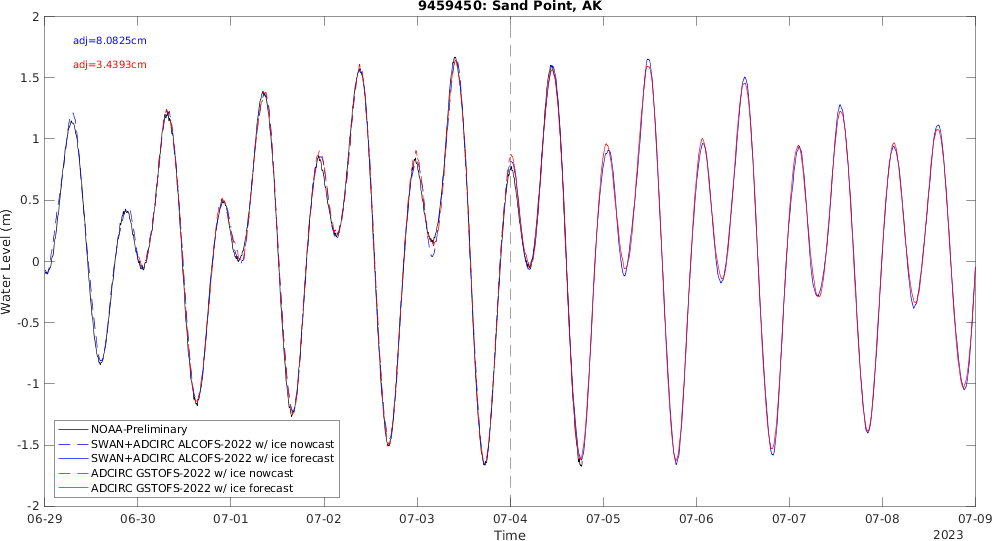 9459450: Sand Point, AK
adj=8.0825cm
adj=3.4393cm
2
1.5
1
0.5
0
-0.5
-1
-1.5
-2
Water Level (m)
NOAA-Preliminary
SWAN+ADCIRC ALCOFS-2022 w/ ice nowcast
SWAN+ADCIRC ALCOFS-2022 w/ ice forecast
ADCIRC GSTOFS-2022 w/ ice nowcast
ADCIRC GSTOFS-2022 w/ ice forecast
06-29 06-30 07-01 07-02 07-03 07-04 07-05 07-06 07-07 07-08 07-09
Time
2023